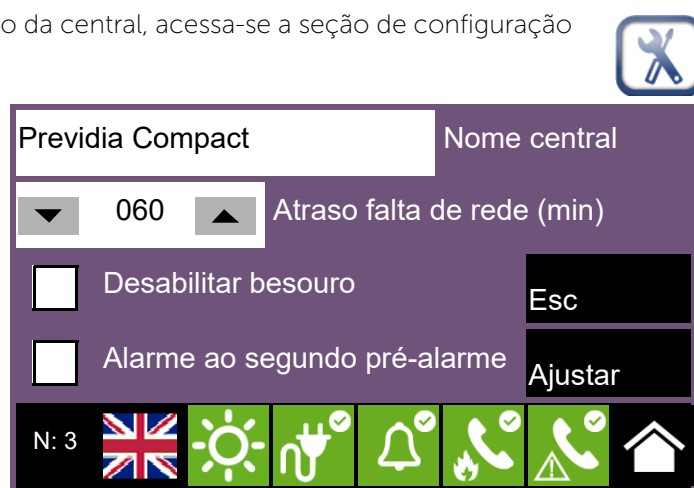 o da central, acessa-se a seção de configuração
Previdia Compact
Nome central
060
Atraso falta de rede (min)
Desabilitar besouro
Esc
Alarme ao segundo pré-alarme
Ajustar
N: 3